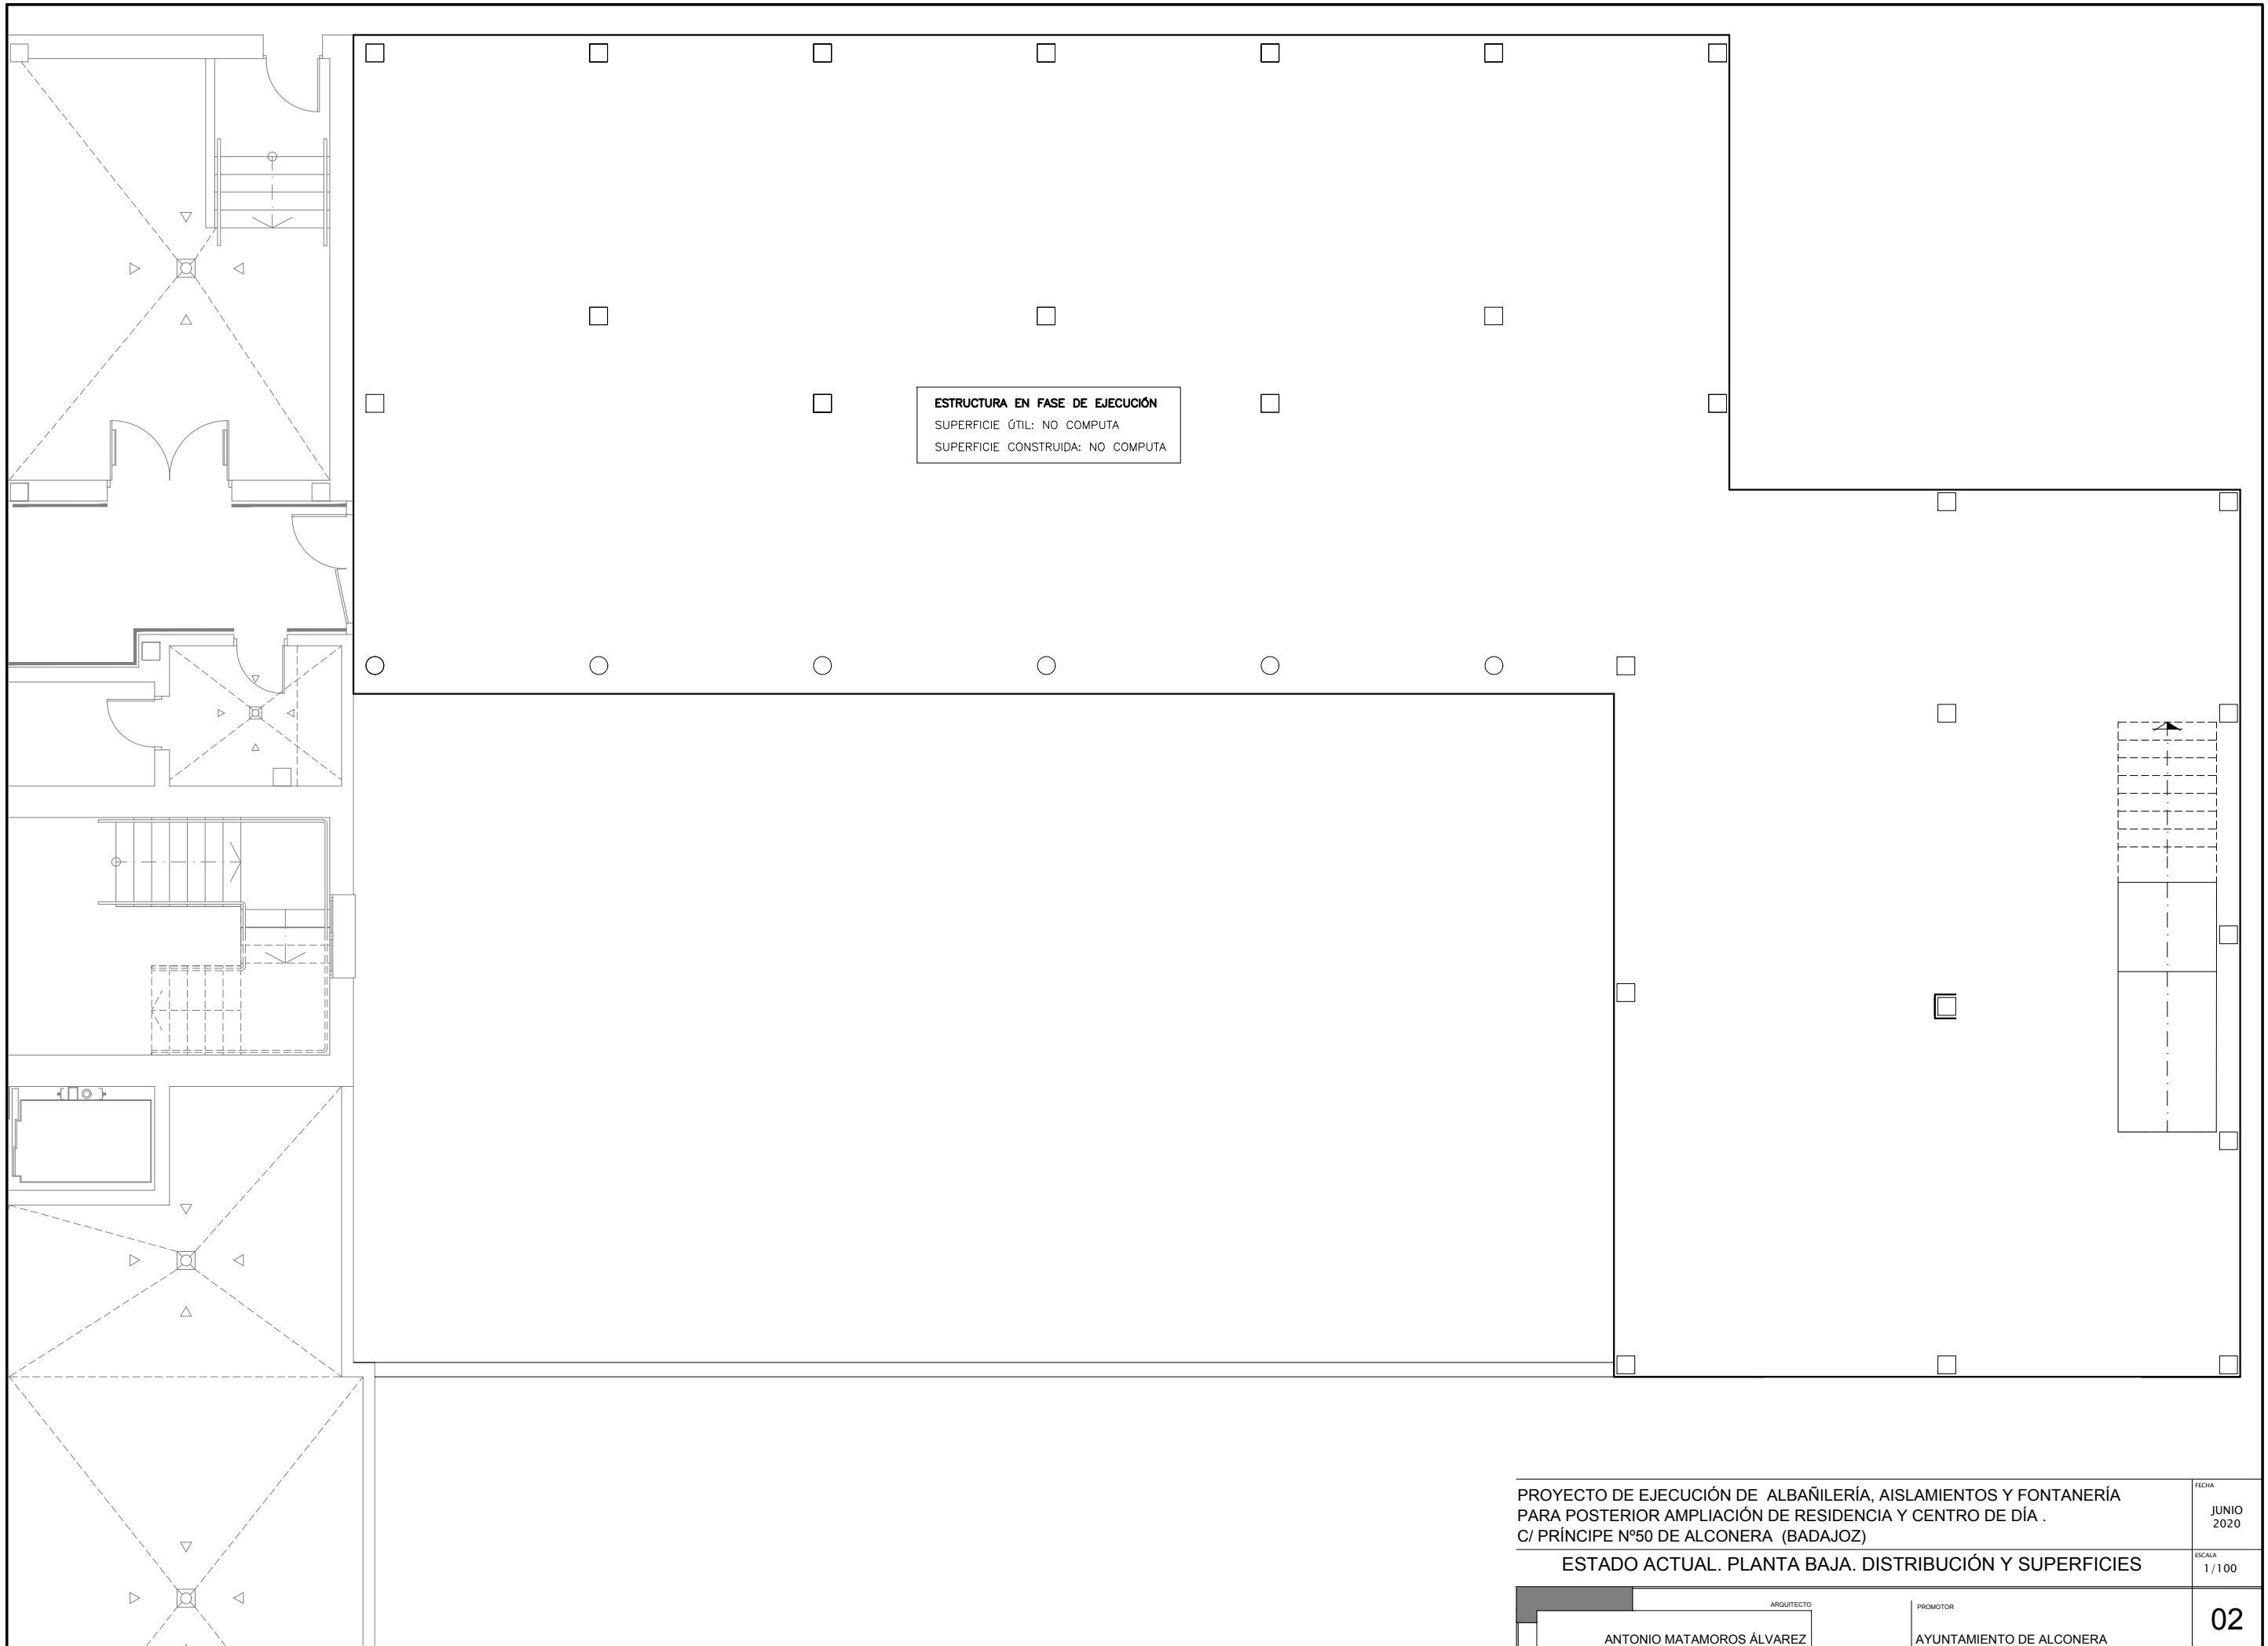 ESTRUCTURA EN FASE DE EJECUCIÓN
SUPERFICIE ÚTIL: NO COMPUTA
SUPERFICIE CONSTRUIDA: NO COMPUTA
PROYECTO DE EJECUCIÓN DE ALBAÑILERÍA, AISLAMIENTOS Y FONTANERÍA
PARA POSTERIOR AMPLIACIÓN DE RESIDENCIA Y CENTRO DE DÍA .
C/ PRÍNCIPE Nº50 DE ALCONERA (BADAJOZ)
FECHA
JUNIO
2020
ESTADO ACTUAL. PLANTA BAJA. DISTRIBUCIÓN Y SUPERFICIES
ESCALA
1/100
ARQUITECTO
ANTONIO MATAMOROS ÁLVAREZ
PROMOTOR
AYUNTAMIENTO DE ALCONERA
02